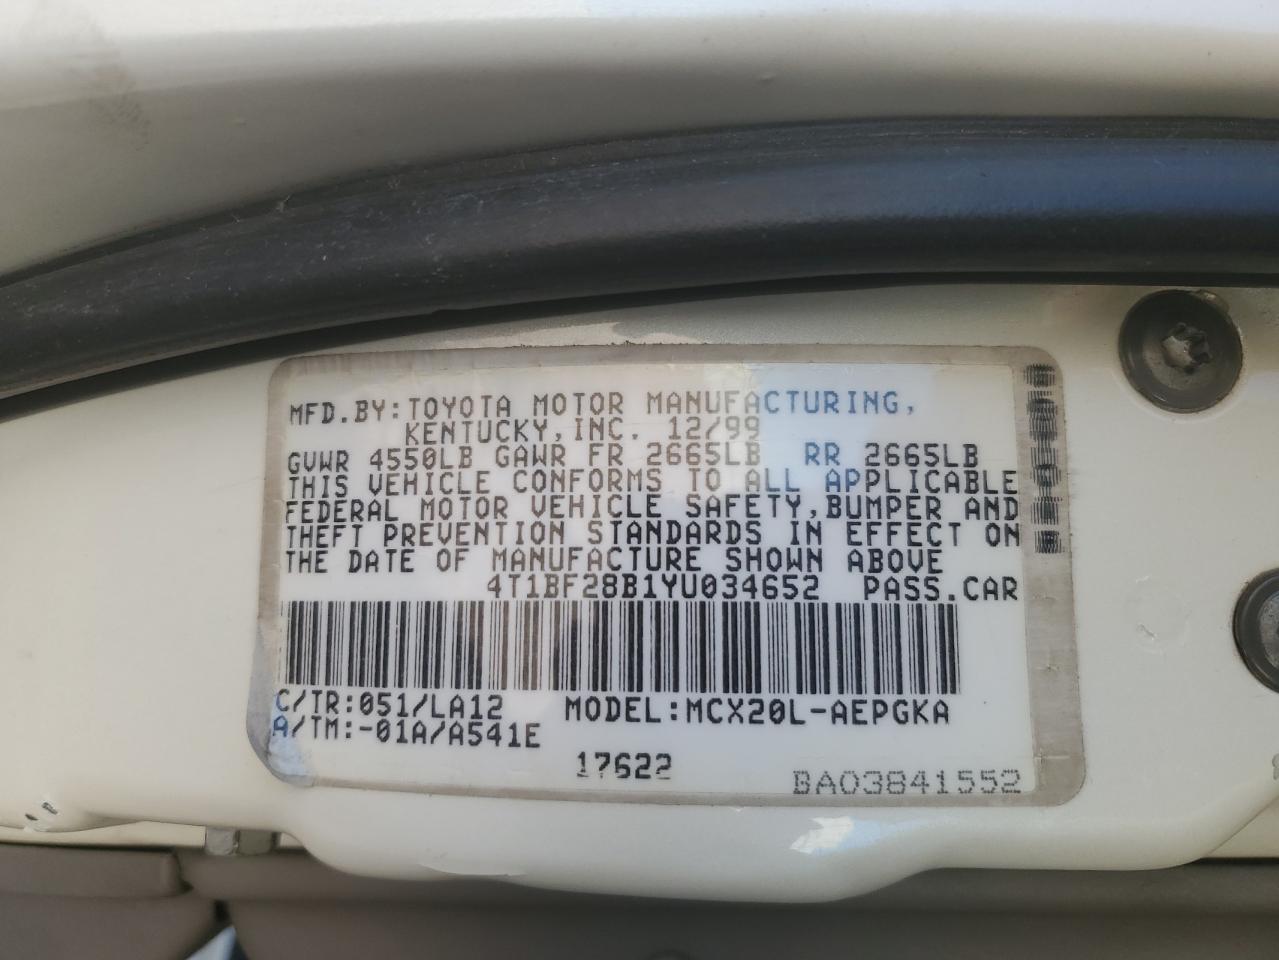 MFD.BY:TOYOTA MOTOR MANUFACTURING,
KENTUCKY,INC. 12/99
GVWR 4550LB GAWR FR 2665LB RR 2665LB
THIS VEHICLE CONFORMS TO ALL APPLICABLE
FEDERAL MOTOR VEHICLE SAFETY,BUMPER AND
THEFT PREVENTION STANDARDS IN EFFECT ON
THE DATE OF MANUFACTURE SHOWN ABOVE
4T1BF28B1YU034652 PASS.CAR
C/TR:051/LA12 MODEL:MCX20L-AEPGKA
A/TM:-01A/A541E
17622
BA03841552